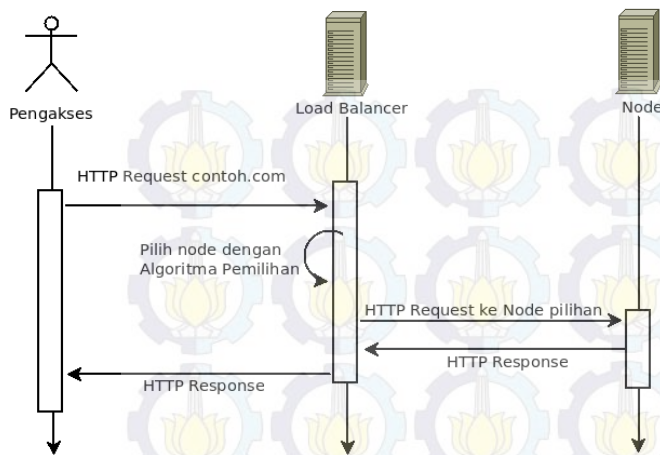 Pengakses
Load Balancer
Node
HTTP Request contoh.com
Pilih node dengan
Algoritma Pemilihan
HTTP Request ke Node pilihan
HTTP Response
HTTP Response